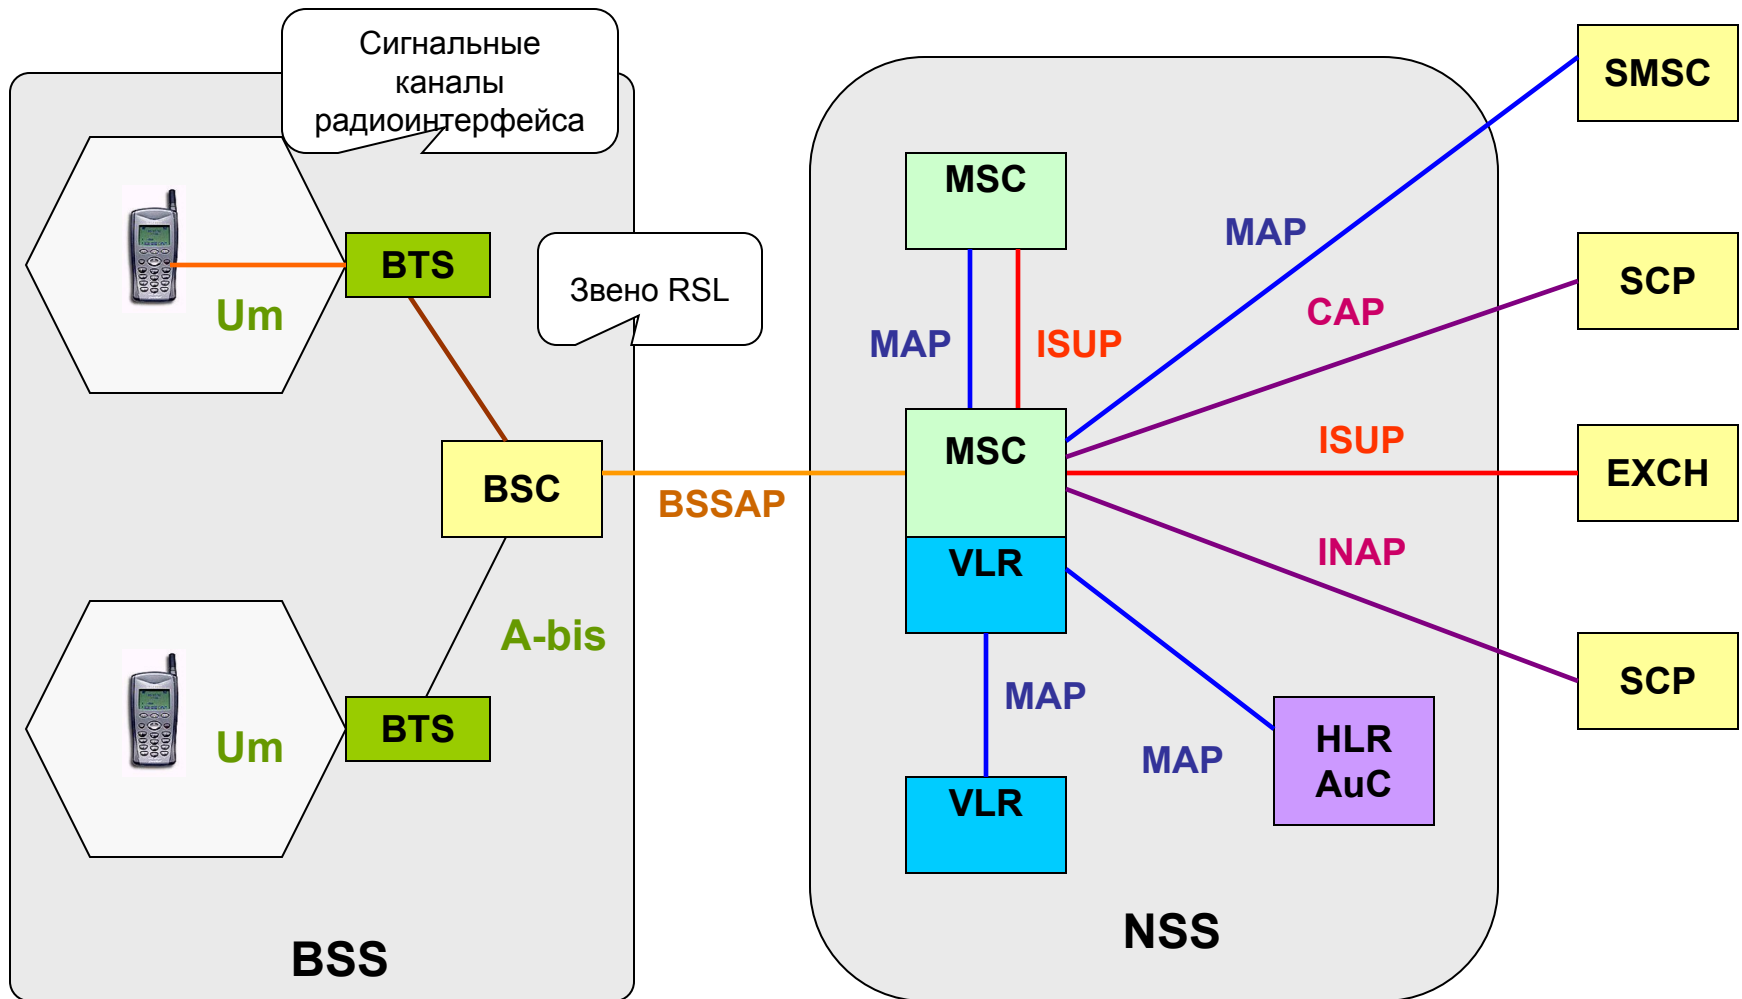 Сигнальные
каналы
радиоинтерфейса
BTS
Um
Звено RSL
BSC
BSSAP
A-bis
BTS
Um
BSS
MSC
MAP
ISUP
MSC
VLR
MAP
VLR
MAP
HLR
AuC
NSS
MAP
SMSC
CAP
SCP
ISUP
EXCH
INAP
SCP